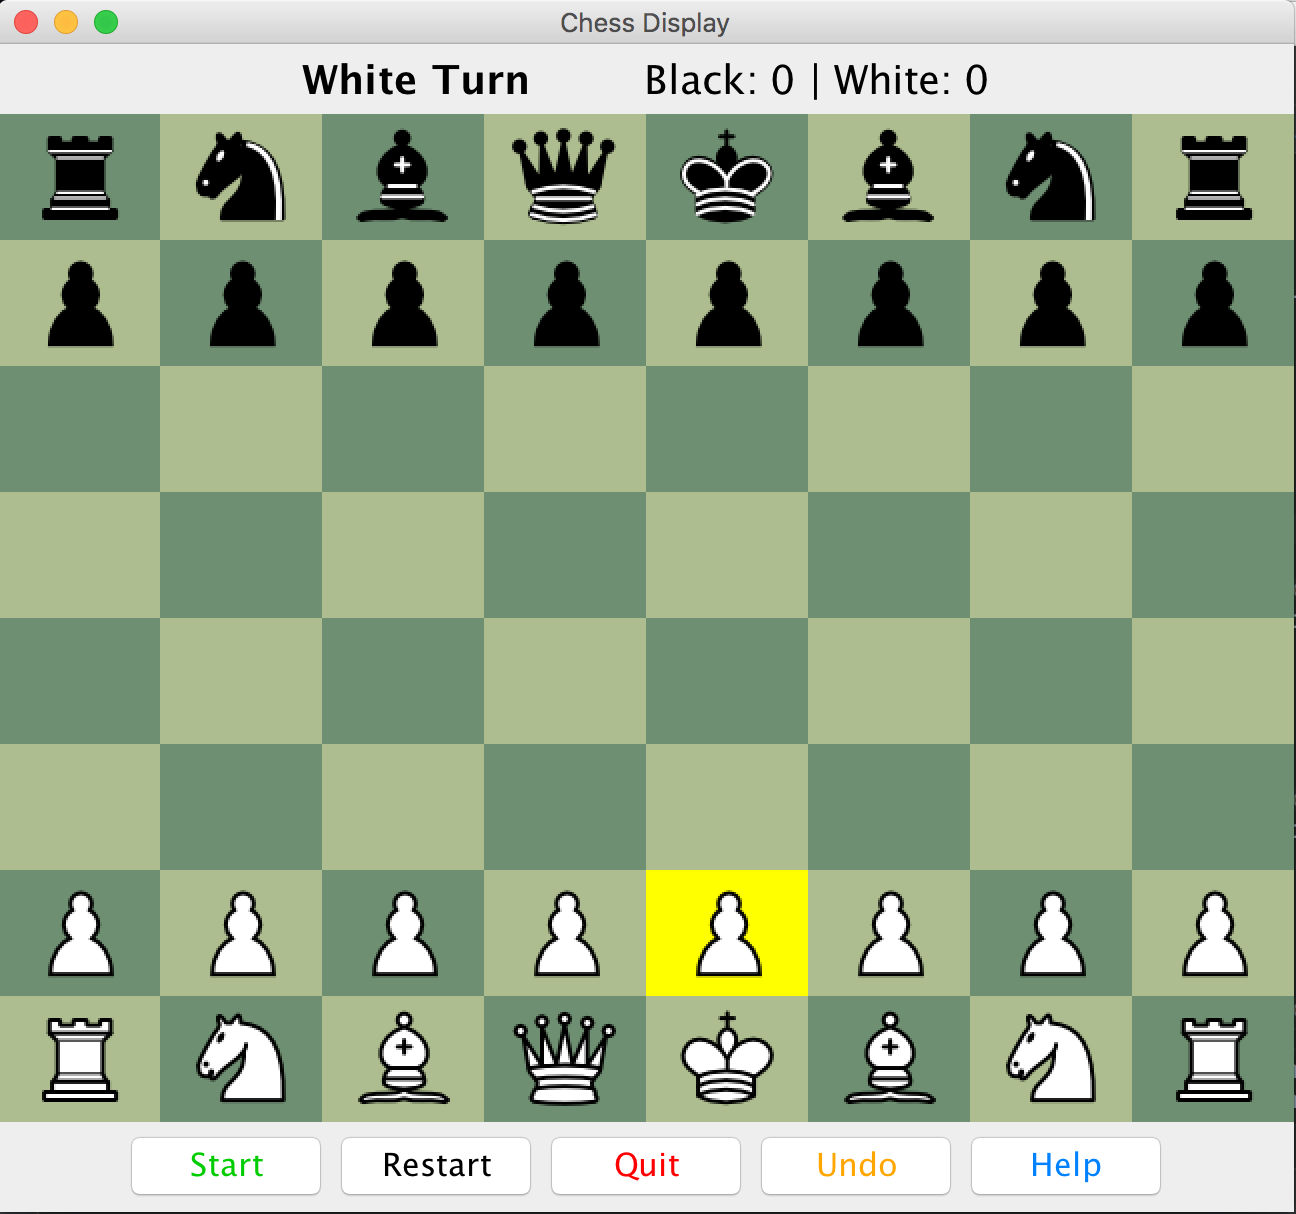 Chess Display
White Turn Black: 0 | White: 0
Start Restart Quit Undo Help